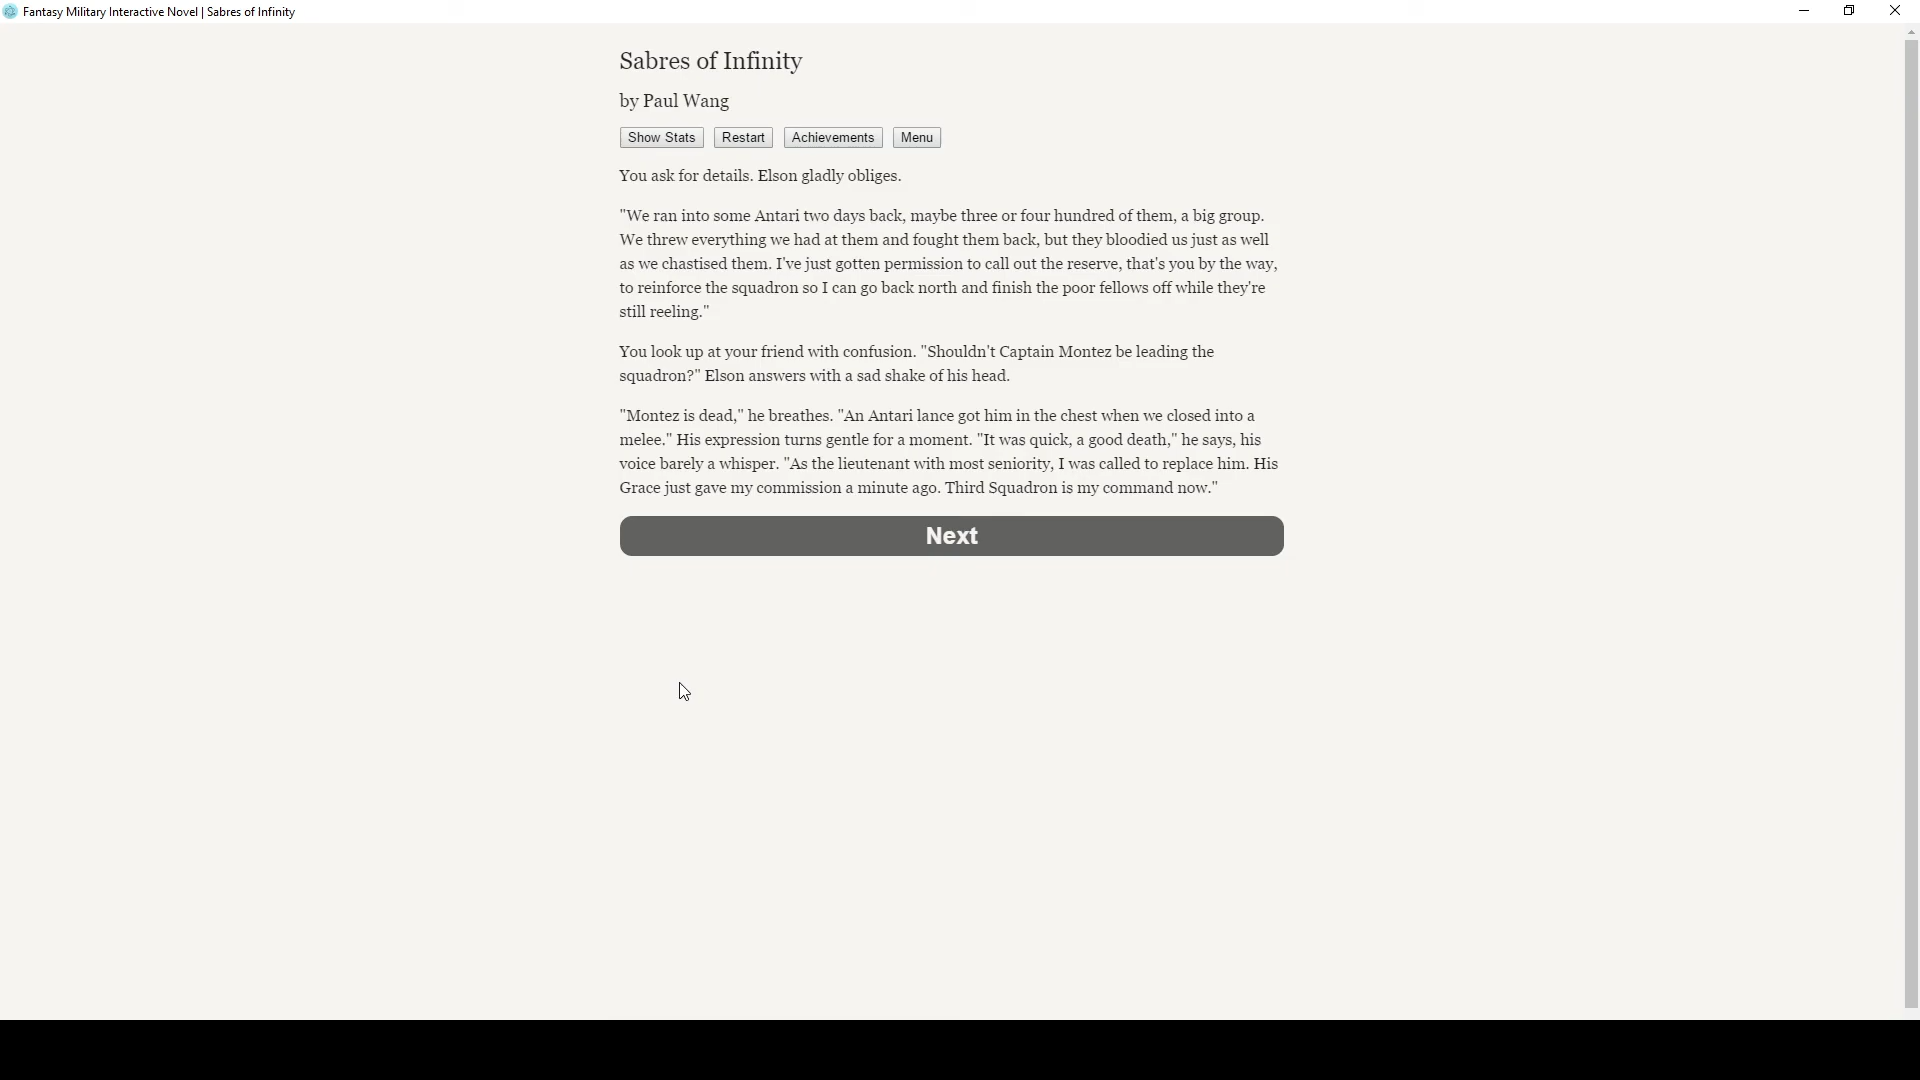 Fantasy Military Interactive Novel | Sabres of Infinity
Sabres of Infinity
by Paul Wang
Show Stats Restart Achievements Menu
You ask for details. Elson gladly obliges.
"We ran into some Antari two days back, maybe three or four hundred of them, a big group.
We threw everything we had at them and fought them back, but they bloodied us just as well
as we chastised them. I've just gotten permission to call out the reserve, that's you by the way,
to reinforce the squadron so I can go back north and finish the poor fellows off while they're
still reeling."
You look up at your friend with confusion. "Shouldn't Captain Montez be leading the
squadron?" Elson answers with a sad shake of his head.
"Montez is dead," he breathes. "An Antari lance got him in the chest when we closed into a
melee." His expression turns gentle for a moment. "It was quick, a good death," he says, his
voice barely a whisper. "As the lieutenant with most seniority, I was called to replace him. His
Grace just gave my commission a minute ago. Third Squadron is my command now."
Next